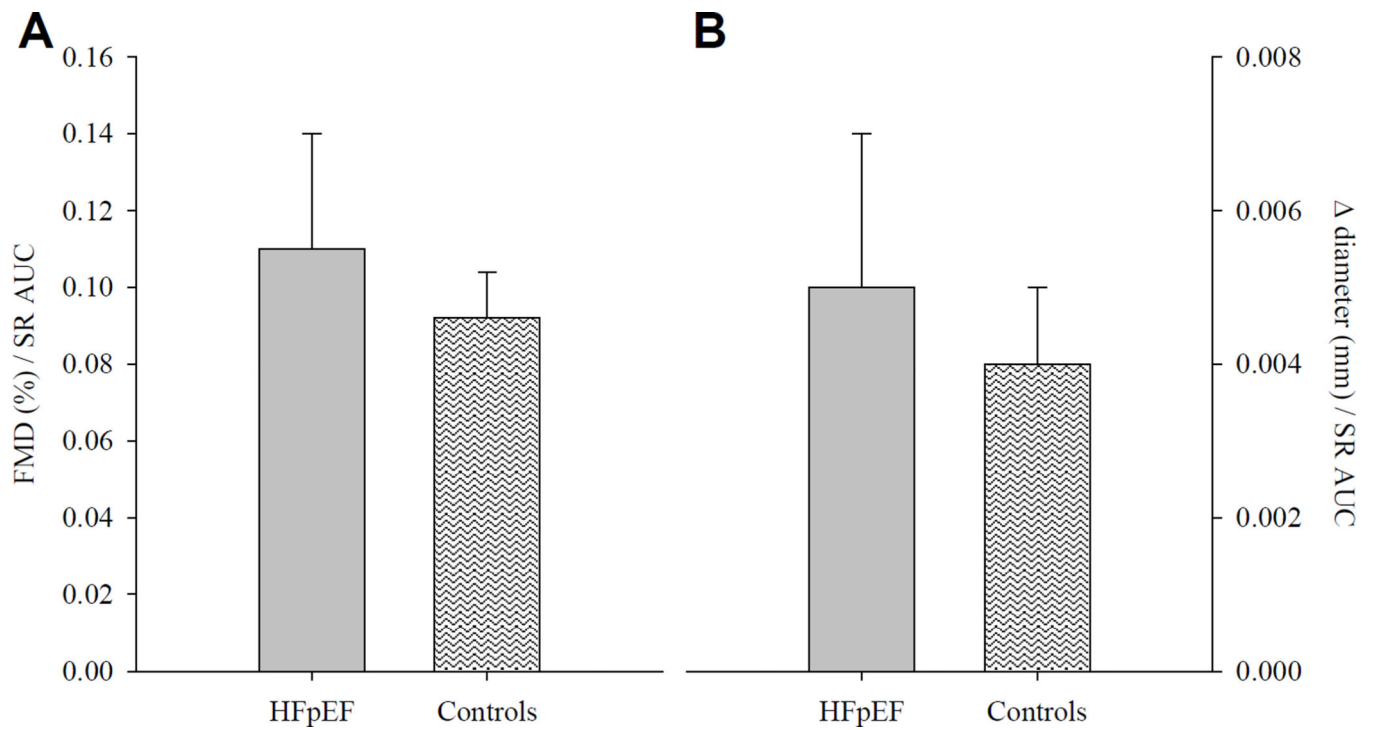 A
FMD (%) / SR AUC
0.16
0.14
0.12
0.10
0.08
0.06
0.04
0.02
0.00
HFpEF
Controls
B
0.008
0.006
0.004
0.002
0.000
Δ diameter (mm) / SR AUC
HFpEF
Controls